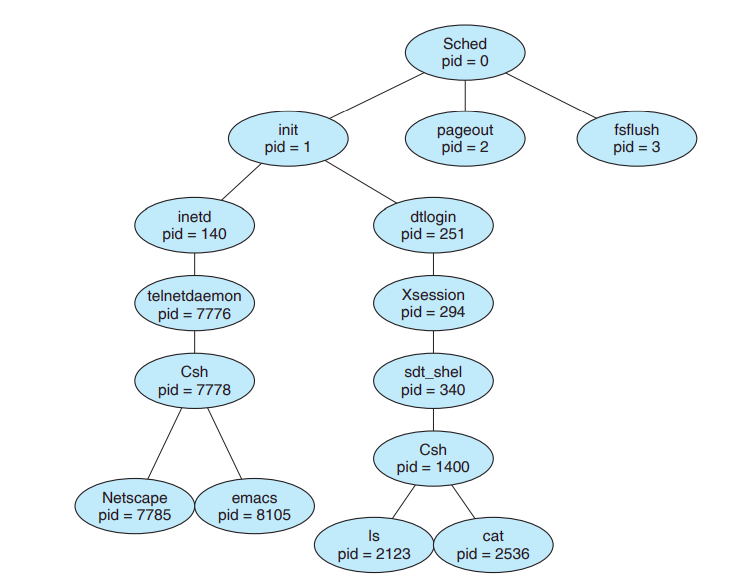 Sched
pid = 0
init
pid = 1
pageout
pid = 2
fsflush
pid = 3
inetd
pid = 140
dtlogin
pid = 251
telnetdaemon
pid = 7776
Xsession
pid = 294
Csh
pid = 7778
sdt_shel
pid = 340
Csh
pid = 1400
Netscape
pid = 7785
emacs
pid = 8105
ls
pid = 2123
cat
pid = 2536